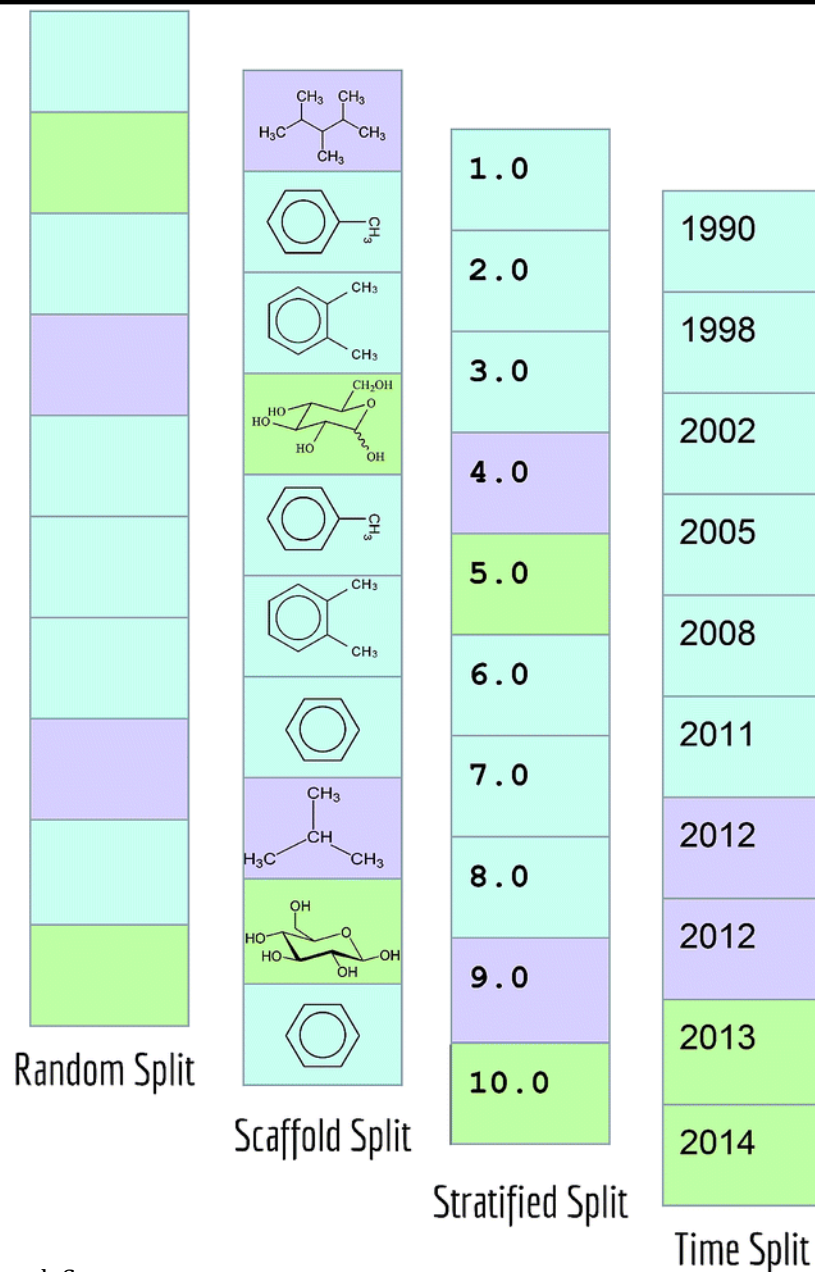 Random Split
CH₃ CH₃
H₃C CH₃
CH₃
CH₃
CH₃
CH₃
CH₂OH
O
HO
HO
HO
OH
CH₃
CH₃
CH₃
CH₃
CH
H₃C CH₃
OH
O
HO
HO OH
OH
Scaffold Split
1.0
2.0
3.0
4.0
5.0
6.0
7.0
8.0
9.0
10.0
Stratified Split
1990
1998
2002
2005
2008
2011
2012
2012
2013
2014
Time Split